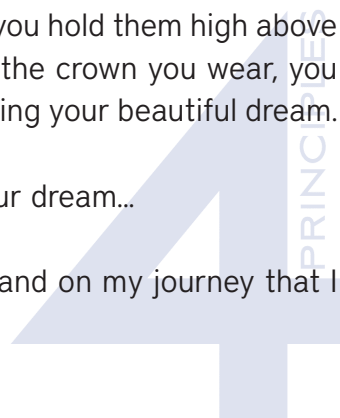 you hold them high above
the crown you wear, you
ing your beautiful dream.
ur dream...
and on my journey that I
4
PRINCIPLES